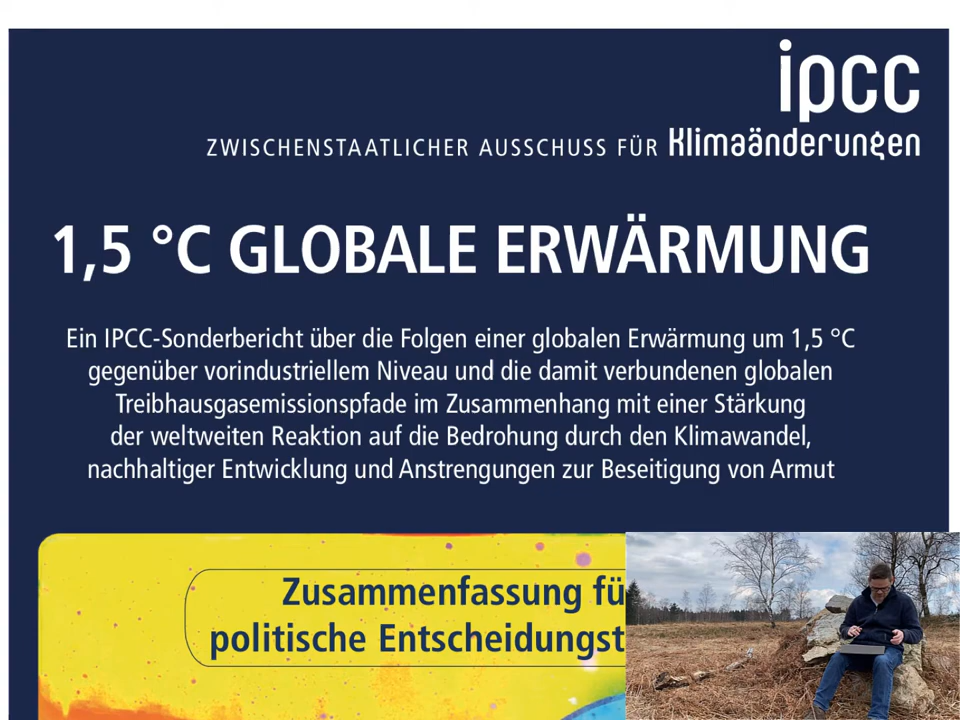 ipcc
ZWISCHENSTAATLICHER AUSSCHUSS FÜR Klimaänderungen
1,5 °C GLOBALE ERWÄRMUNG
Ein IPCC-Sonderbericht über die Folgen einer globalen Erwärmung um 1,5 °C
gegenüber vorindustriellem Niveau und die damit verbundenen globalen
Treibhausgasemissionspfade im Zusammenhang mit einer Stärkung
der weltweiten Reaktion auf die Bedrohung durch den Klimawandel,
nachhaltiger Entwicklung und Anstrengungen zur Beseitigung von Armut
Zusammenfassung fü
politische Entscheidungst